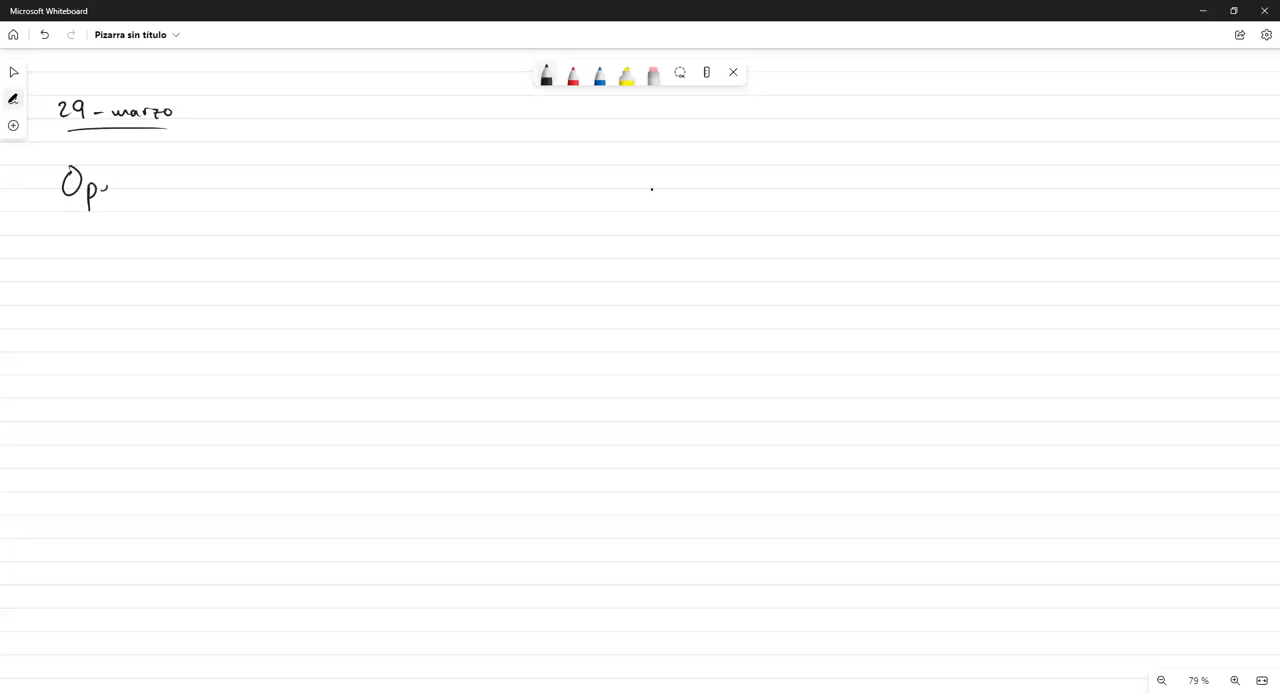 Microsoft Whiteboard
Pizarra sin título
29 - marzo
Op
79 %